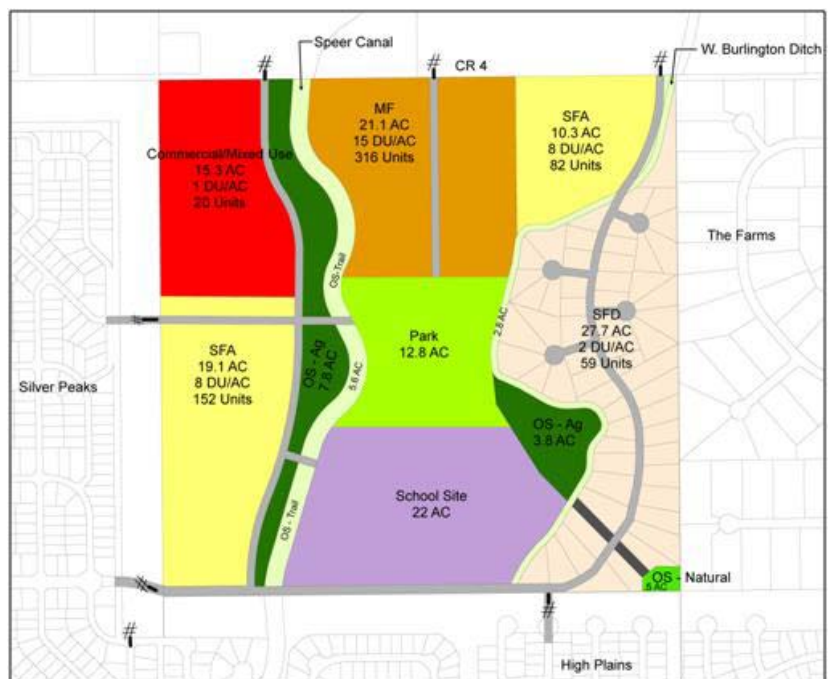 Speer Canal
W. Burlington Ditch
#
#
CR 4
#
MF
21.1 AC
15 DU/AC
316 Units
SFA
10.3 AC
8 DU/AC
82 Units
Commercial/Mixed Use
15.3 AC
1 DU/AC
20 Units
The Farms
OS-Trail
#
Park
12.8 AC
2.8 AC
SFD
27.7 AC
2 DU/AC
59 Units
SFA
19.1 AC
8 DU/AC
152 Units
OS - Ag
7.8 AC
5.6 AC
Silver Peaks
OS - Ag
3.8 AC
School Site
22 AC
OS - Trail
OS - Natural
.5 AC
#
#
#
High Plains